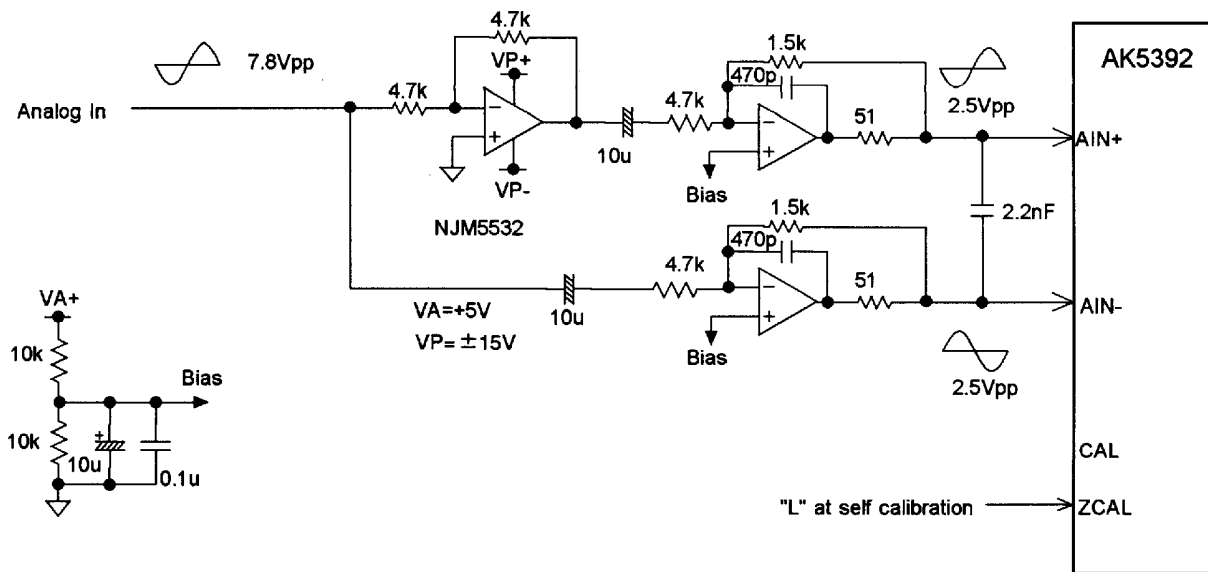 4.7k
1.5k
7.8Vpp
VP+
470p
AK5392
Analog In
4.7k
4.7k
2.5Vpp
−
+
−
+
51
AIN+
10u
VP-
Bias
NJM5532
1.5k
2.2nF
470p
4.7k
51
VA+
VA=+5V
10u
−
+
AIN-
VP= ±15V
Bias
10k
Bias
2.5Vpp
10k
+
10u
0.1u
CAL
"L" at self calibration
ZCAL